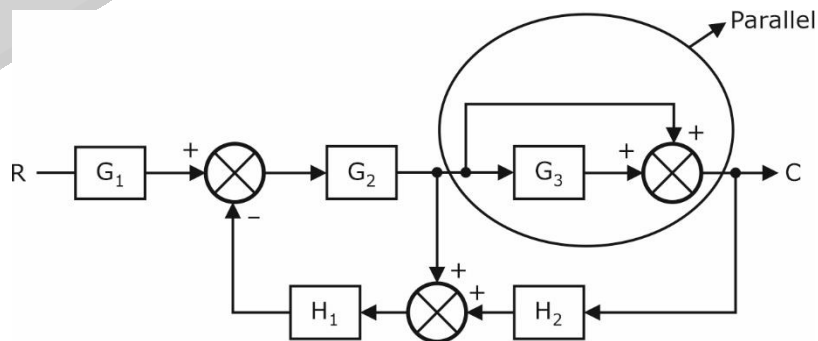 Parallel
+
R G₁ + G₂ + G₃ C
−
+
+
H₁ H₂